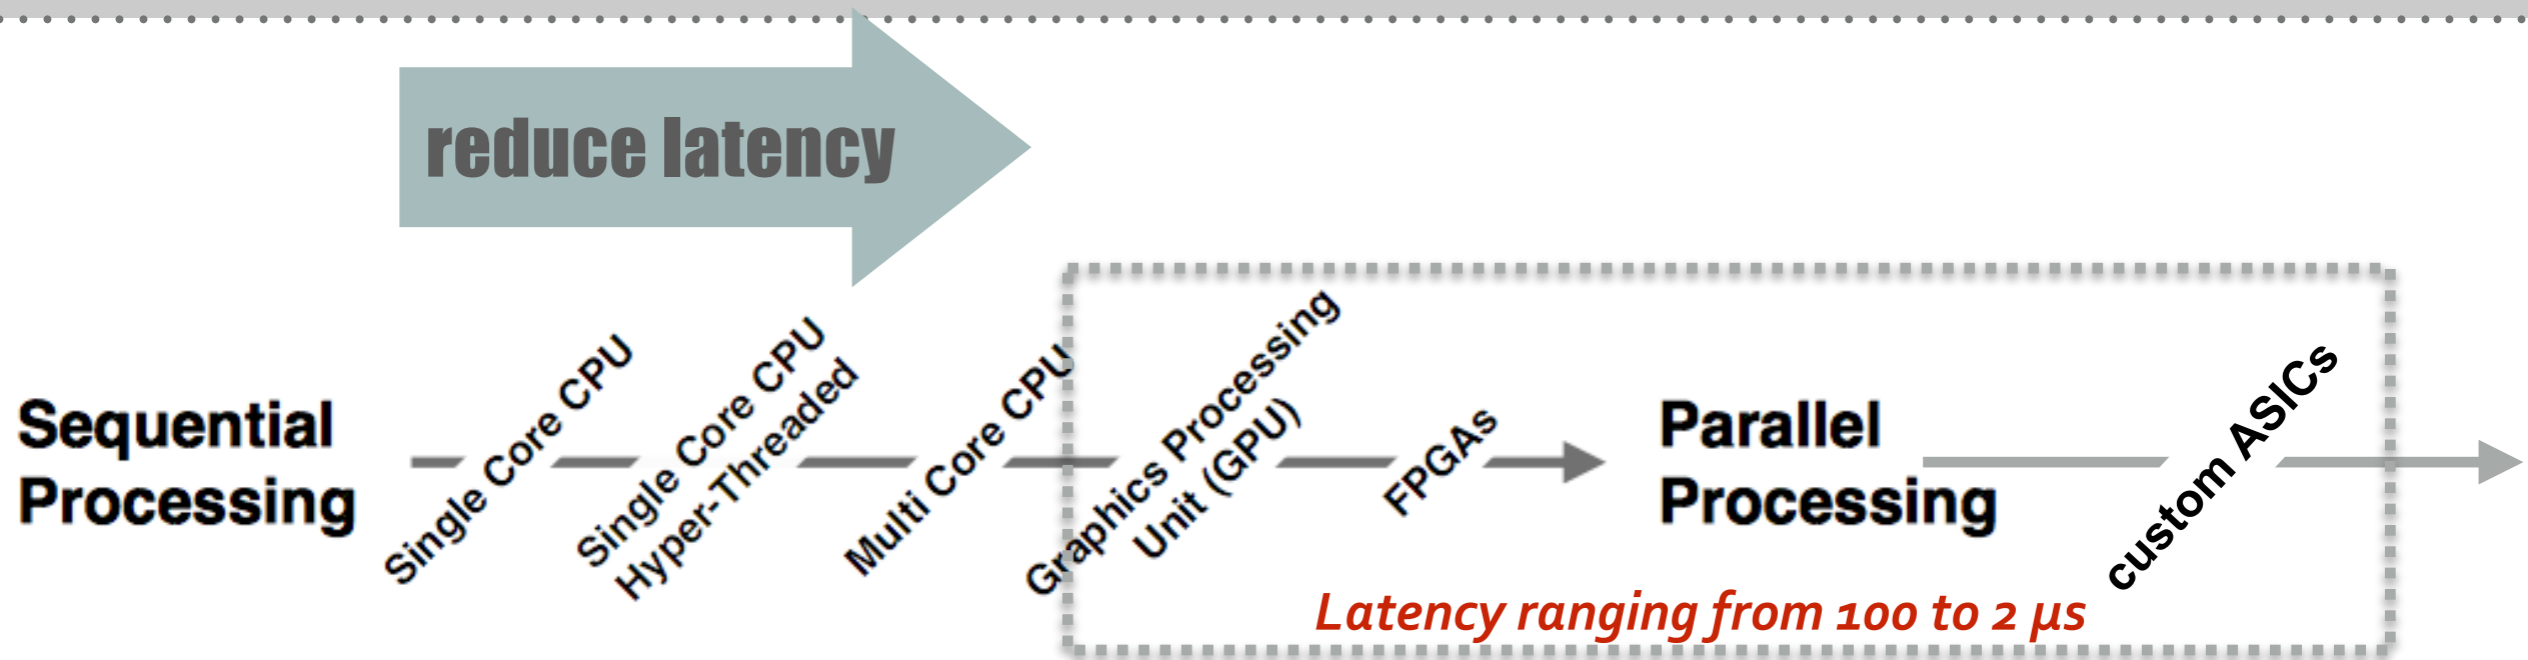 reduce latency
Sequential
Processing
Single Core CPU
Single Core CPU
Hyper-Threaded
Multi Core CPU
Graphics Processing
Unit (GPU)
FPGAs
Parallel
Processing
custom ASICs
Latency ranging from 100 to 2 µs